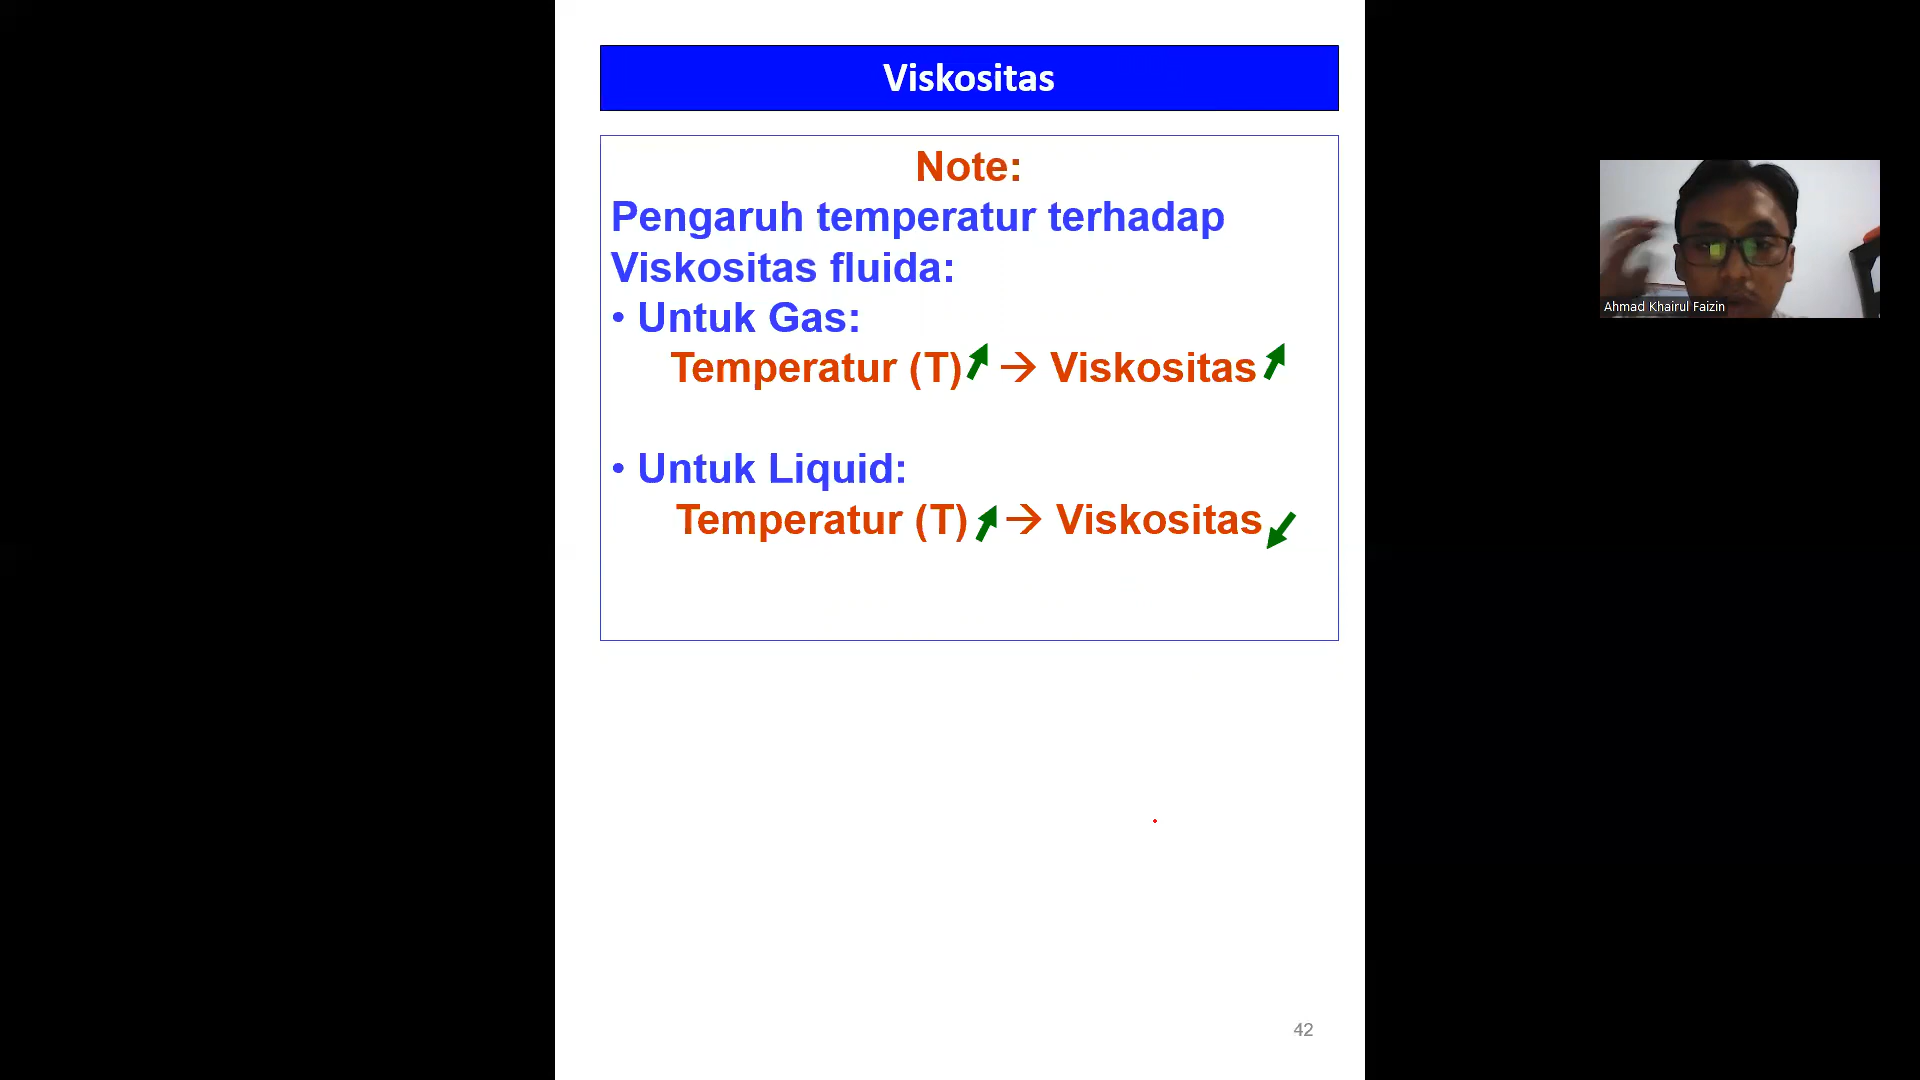 Viskositas
Note:
Pengaruh temperatur terhadap
Viskositas fluida:
• Untuk Gas:
Temperatur (T) → Viskositas
• Untuk Liquid:
Temperatur (T) → Viskositas
Ahmad Khairul Faizin
42